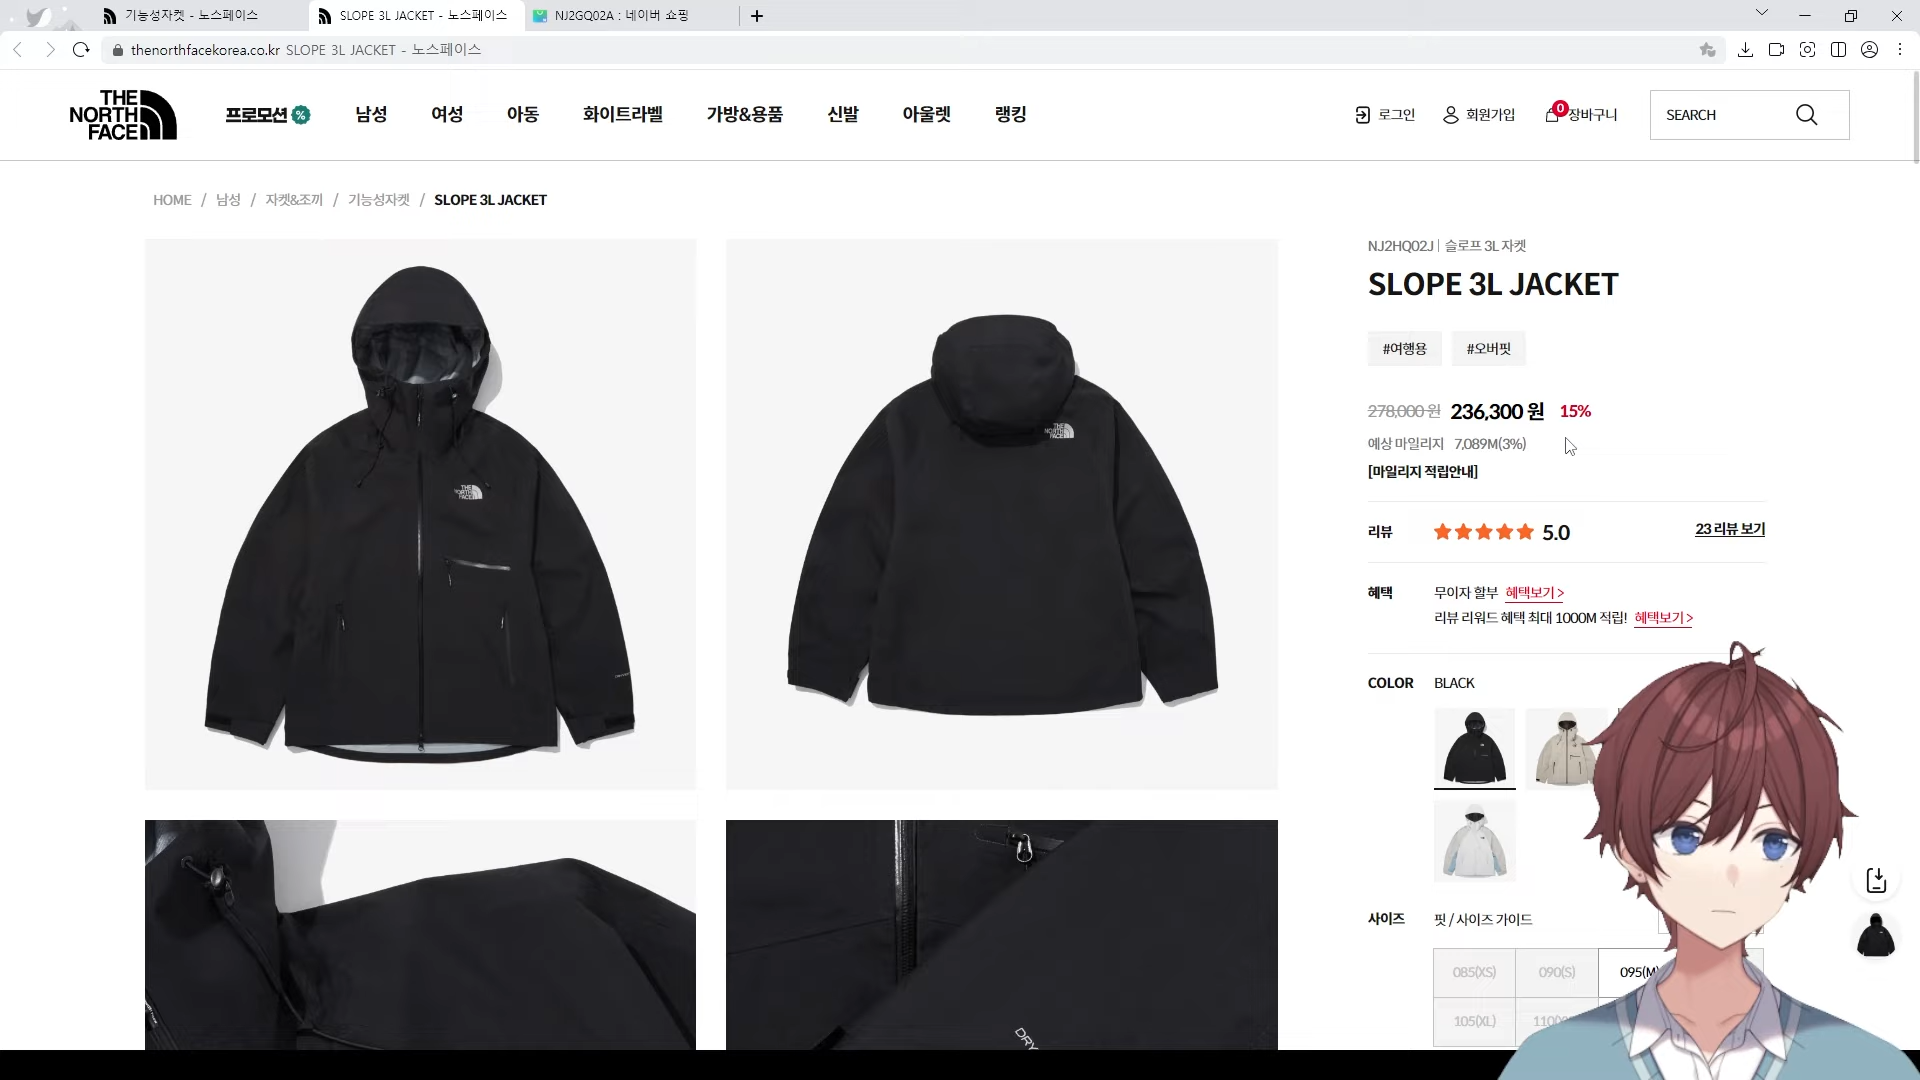 기능성자켓 - 노스페이스
SLOPE 3L JACKET - 노스페이스
NJ2GQ02A : 네이버 쇼핑
thenorthfacekorea.co.kr SLOPE 3L JACKET - 노스페이스
THE
NORTH
FACE
프로모션 %
남성
여성
아동
화이트라벨
가방&용품
신발
아울렛
랭킹
로그인
회원가입
0
장바구니
SEARCH
HOME / 남성 / 자켓&조끼 / 기능성자켓 / SLOPE 3L JACKET
THE
NORTH
FACE
THE
NORTH
FACE
NJ2HQ02J | 슬로프 3L 자켓
SLOPE 3L JACKET
#여행용
#오버핏
278,000 원 236,300 원 15%
예상 마일리지 7,089M(3%)
[마일리지 적립안내]
리뷰 5.0 23 리뷰 보기
혜택 무이자 할부 혜택보기 >
리뷰 리워드 혜택 최대 1000M 적립! 혜택보기 >
COLOR BLACK
사이즈 핏 / 사이즈 가이드
085(XS) 090(S) 095(M)
105(XL)
DRY